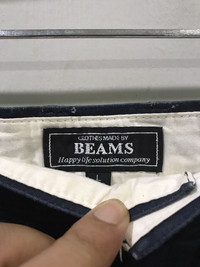 CLOTHES MADE BY
BEAMS
Happy life solution company
L